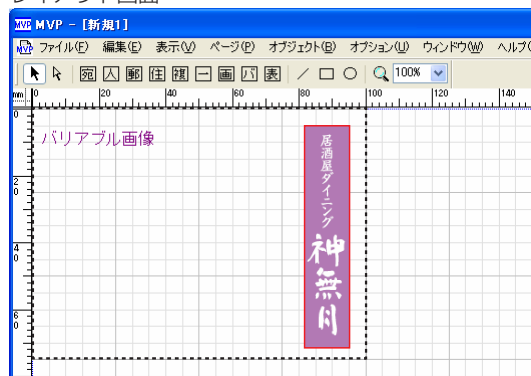 レイアウト画面
MVP - [新規1]
ファイル(F) 編集(E) 表示(V) ページ(P) オブジェクト(B) オプション(U) ウィンドウ(W) ヘルプ(
宛 人 郵 住 複 一 画 バ 表 100%
mm 0 20 40 60 80 100 120 140
0
20
40
60
バリアブル画像
居酒屋ダイニング
神無月